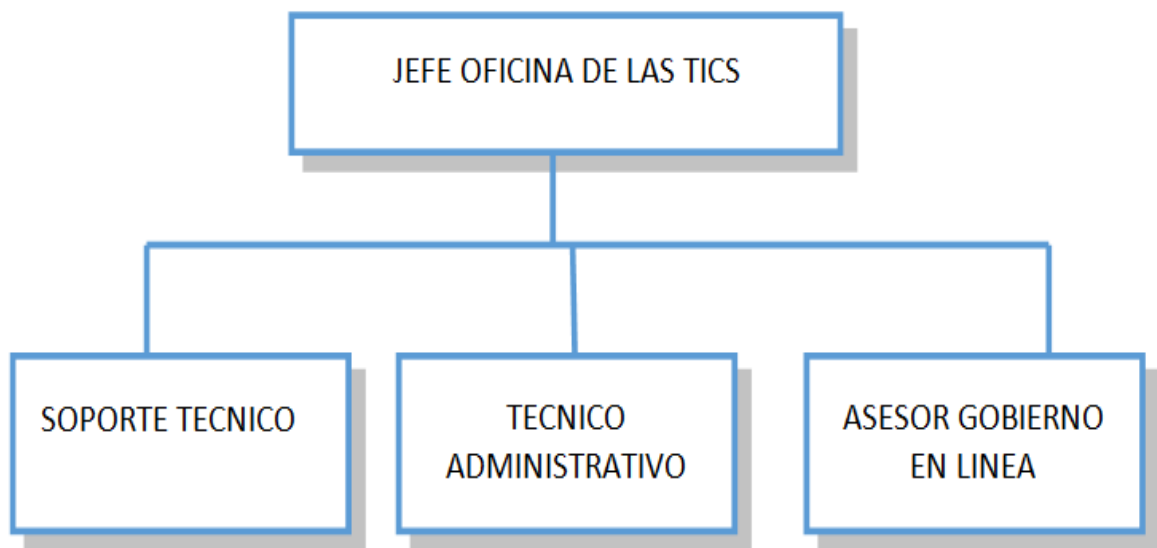 JEFE OFICINA DE LAS TICS
SOPORTE TECNICO
TECNICO
ADMINISTRATIVO
ASESOR GOBIERNO
EN LINEA